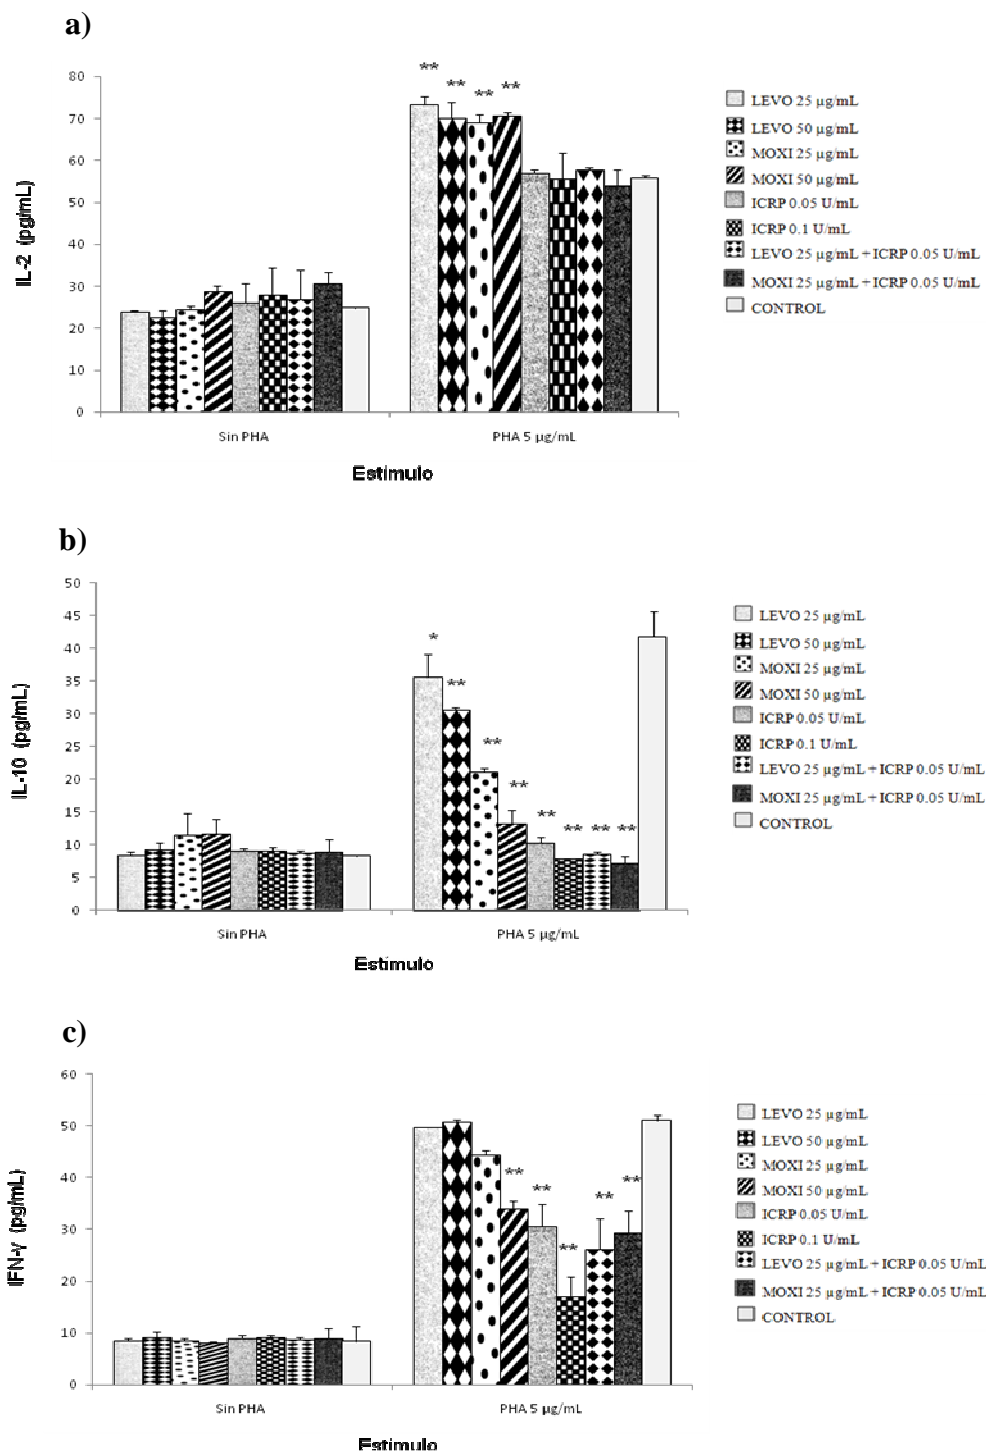 a)
**
**
**
**
80
70
60
50
40
30
20
10
0
IL-2 (pg/mL)
Sin PHA
PHA 5 µg/mL
Estímulo
LEVO 25 µg/mL
LEVO 50 µg/mL
MOXI 25 µg/mL
MOXI 50 µg/mL
ICRP 0.05 U/mL
ICRP 0.1 U/mL
LEVO 25 µg/mL + ICRP 0.05 U/mL
MOXI 25 µg/mL + ICRP 0.05 U/mL
CONTROL
b)
50
45
40
35
30
25
20
15
10
5
0
IL-10 (pg/mL)
*
**
**
**
**
**
**
**
Sin PHA
PHA 5 µg/mL
Estímulo
LEVO 25 µg/mL
LEVO 50 µg/mL
MOXI 25 µg/mL
MOXI 50 µg/mL
ICRP 0.05 U/mL
ICRP 0.1 U/mL
LEVO 25 µg/mL + ICRP 0.05 U/mL
MOXI 25 µg/mL + ICRP 0.05 U/mL
CONTROL
c)
60
50
40
30
20
10
0
IFN-γ (pg/mL)
**
**
**
**
**
Sin PHA
PHA 5 µg/mL
Estímulo
LEVO 25 µg/mL
LEVO 50 µg/mL
MOXI 25 µg/mL
MOXI 50 µg/mL
ICRP 0.05 U/mL
ICRP 0.1 U/mL
LEVO 25 µg/mL + ICRP 0.05 U/mL
MOXI 25 µg/mL + ICRP 0.05 U/mL
CONTROL